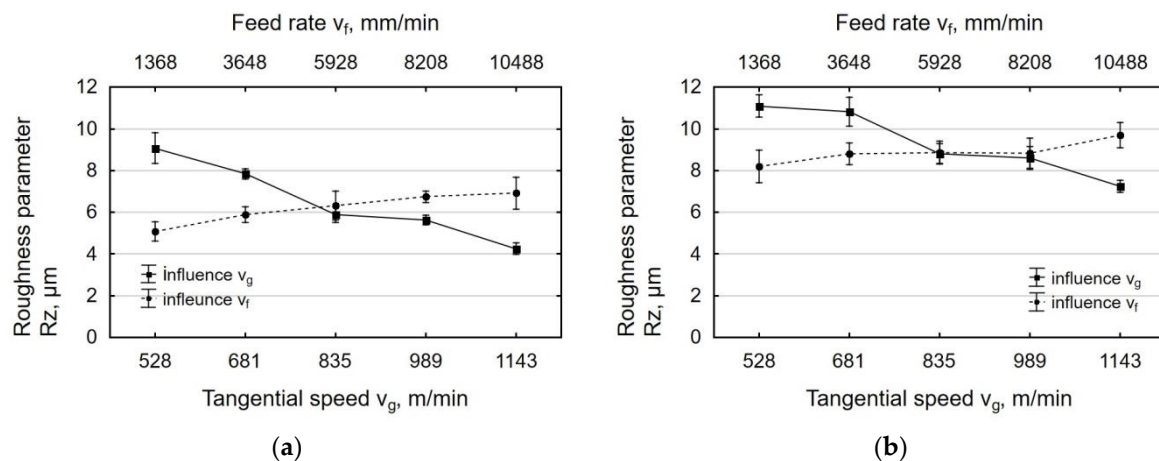 Feed rate vf, mm/min
1368 3648 5928 8208 10488
12
10
8
6
4
2
0
Roughness parameter
Rz, µm
influence vg
infleunce vf
528 681 835 989 1143
Tangential speed vg, m/min
(a)
Feed rate vf, mm/min
1368 3648 5928 8208 10488
12
10
8
6
4
2
0
Roughness parameter
Rz, µm
influence vg
influence vf
528 681 835 989 1143
Tangential speed vg, m/min
(b)